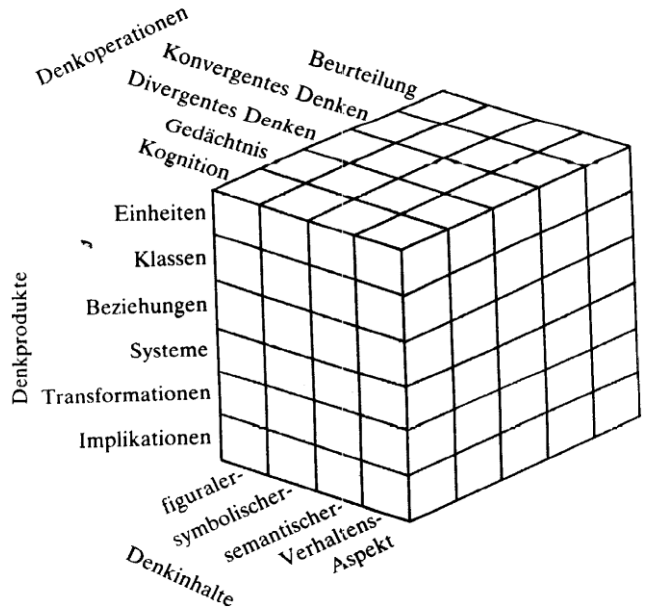 Denkoperationen
Beurteilung
Konvergentes Denken
Divergentes Denken
Gedächtnis
Kognition
Denkprodukte
Einheiten
Klassen
Beziehungen
Systeme
Transformationen
Implikationen
figuraler-
symbolischer-
semantischer-
Verhaltens-
Aspekt
Denkinhalte